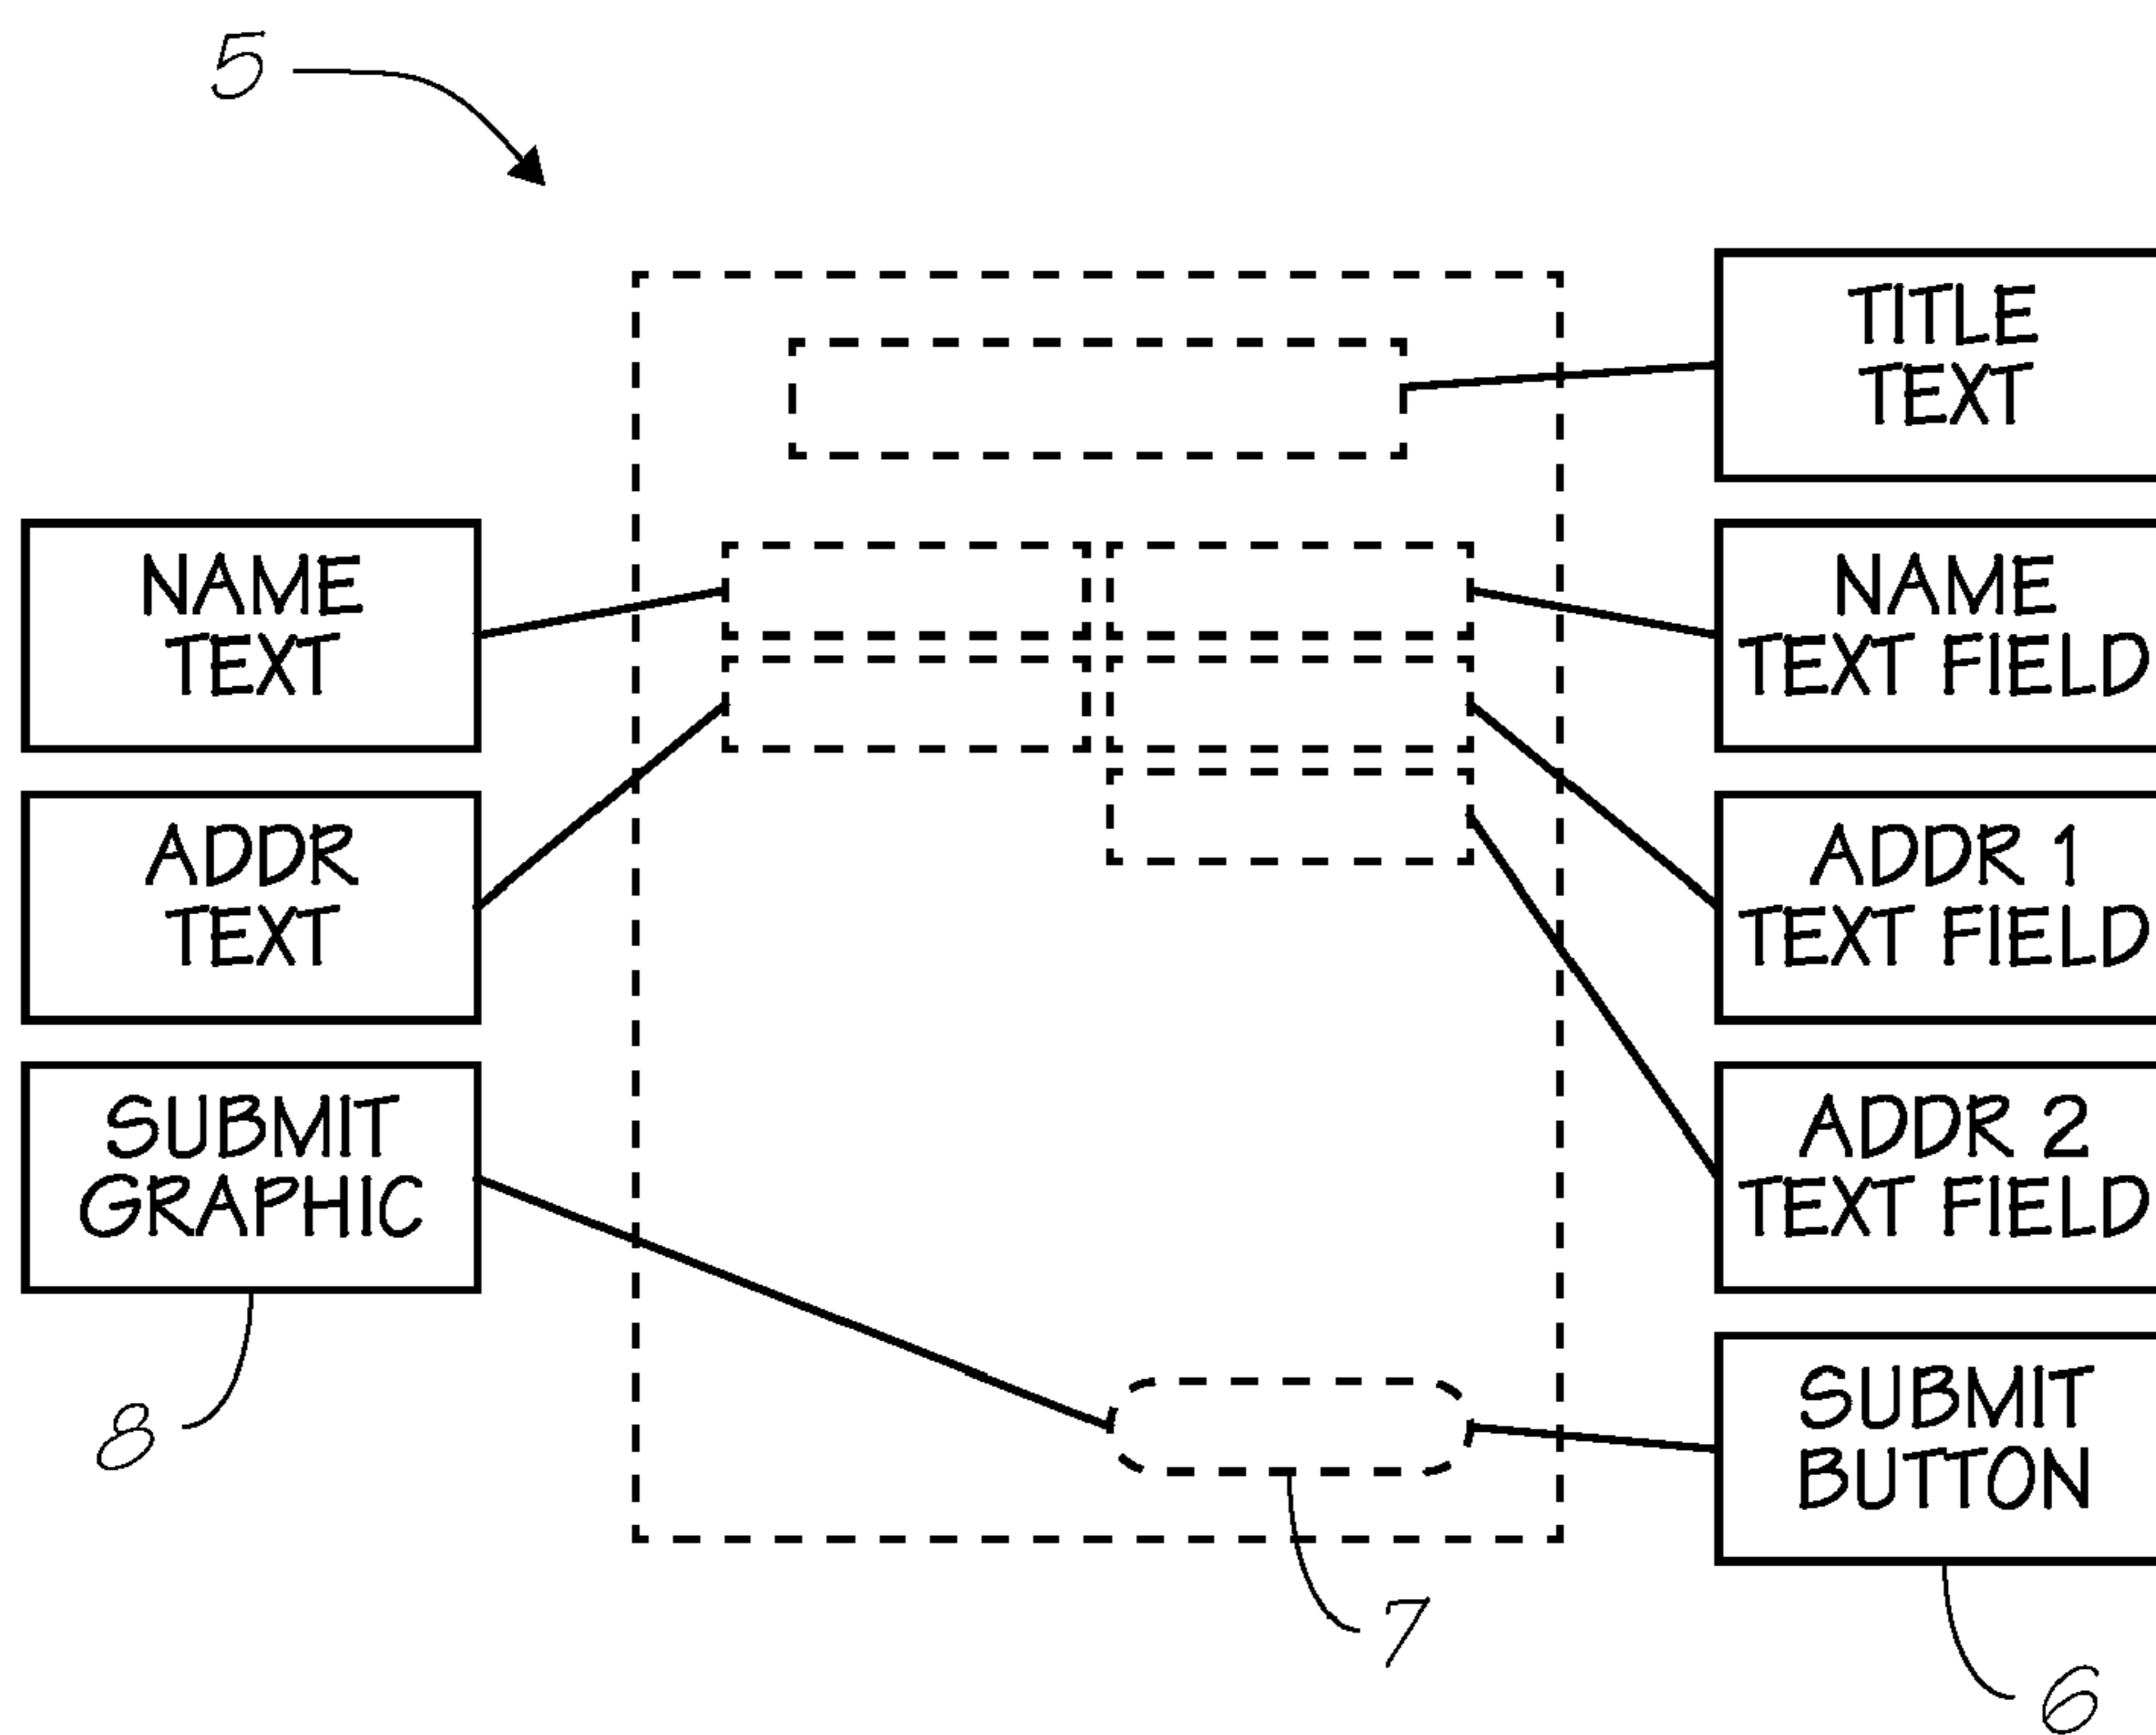 5
TITLE
TEXT
NAME
TEXT
NAME
TEXT FIELD
ADDR
TEXT
ADDR 1
TEXT FIELD
SUBMIT
GRAPHIC
ADDR 2
TEXT FIELD
SUBMIT
BUTTON
8
7
6